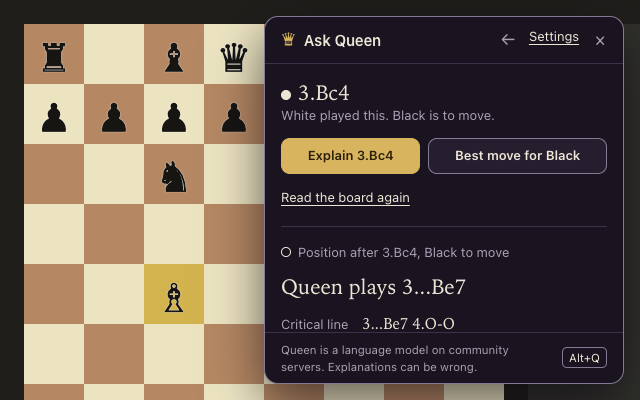 Ask Queen
Settings
3.Bc4
White played this. Black is to move.
Explain 3.Bc4
Best move for Black
Read the board again
Position after 3.Bc4, Black to move
Queen plays 3...Be7
Critical line 3...Be7 4.O-O
Queen is a language model on community
servers. Explanations can be wrong.
Alt+Q